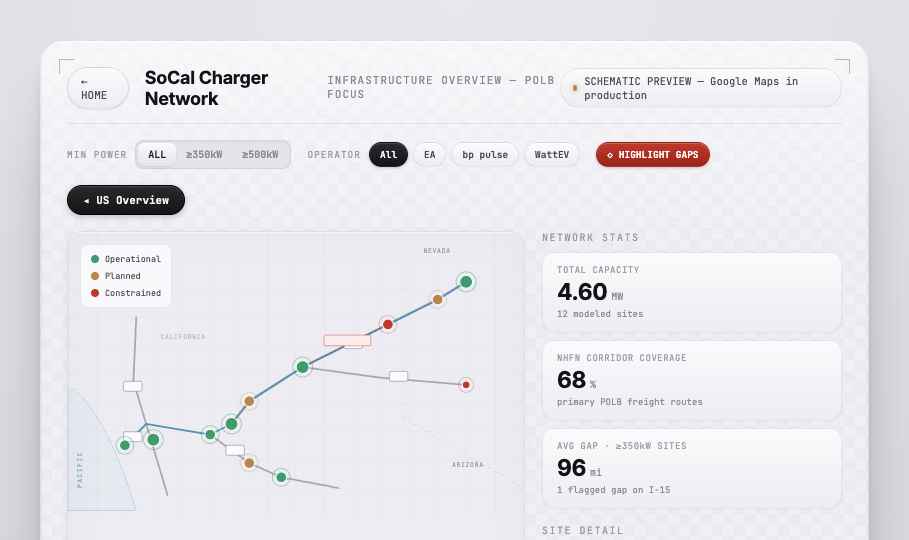 ← HOME
SoCal Charger
Network
INFRASTRUCTURE OVERVIEW — POLB
FOCUS
SCHEMATIC PREVIEW — Google Maps in
production
MIN POWER ALL ≥350kW ≥500kW OPERATOR All EA bp pulse WattEV ◇ HIGHLIGHT GAPS
◂ US Overview
Operational
Planned
Constrained
NEVADA
CALIFORNIA
PACIFIC
ARIZONA
NETWORK STATS
TOTAL CAPACITY
4.60 MW
12 modeled sites
NHFN CORRIDOR COVERAGE
68 %
primary POLB freight routes
AVG GAP · ≥350kW SITES
96 mi
1 flagged gap on I-15
SITE DETAIL